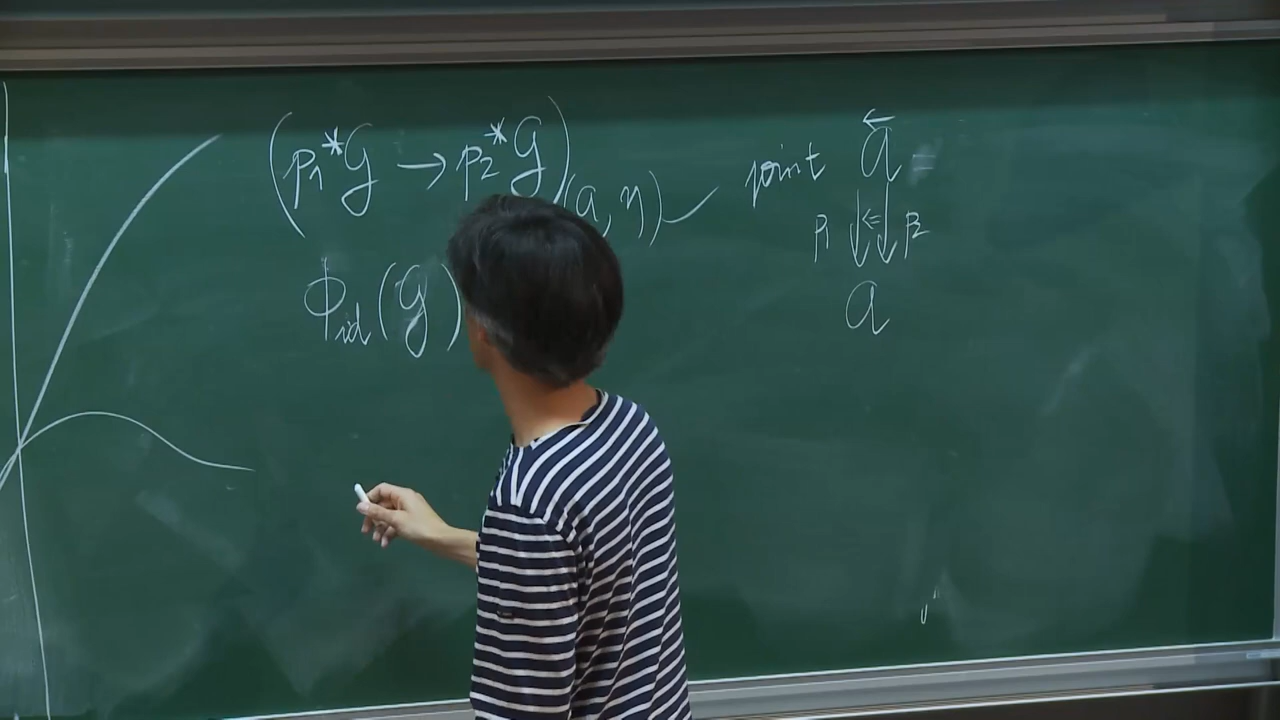 (p₁*G → p₂*G)(a, η)
Φ_id(G)
point a⃖ =
p₁ ⇐ p₂
a